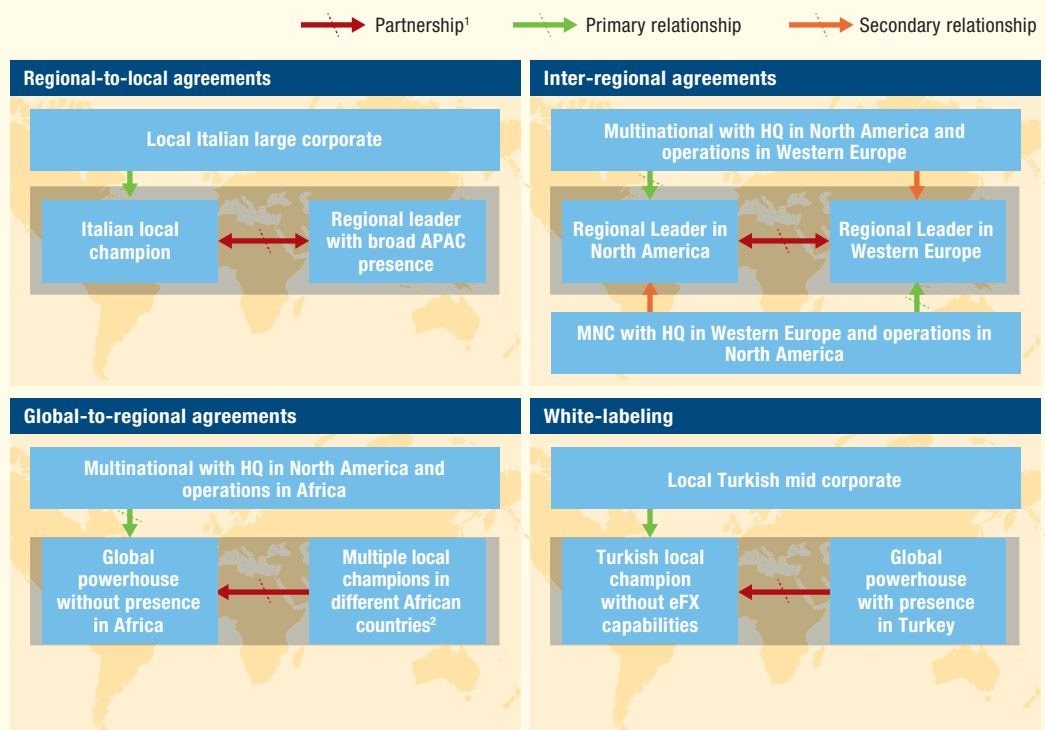 Partnership¹
Primary relationship
Secondary relationship
Regional-to-local agreements
Local Italian large corporate
Italian local
champion
Regional leader
with broad APAC
presence
Inter-regional agreements
Multinational with HQ in North America and
operations in Western Europe
Regional Leader in
North America
Regional Leader in
Western Europe
MNC with HQ in Western Europe and operations in
North America
Global-to-regional agreements
Multinational with HQ in North America and
operations in Africa
Global
powerhouse
without presence
in Africa
Multiple local
champions in
different African
countries²
White-labeling
Local Turkish mid corporate
Turkish local
champion
without eFX
capabilities
Global
powerhouse
with presence
in Turkey